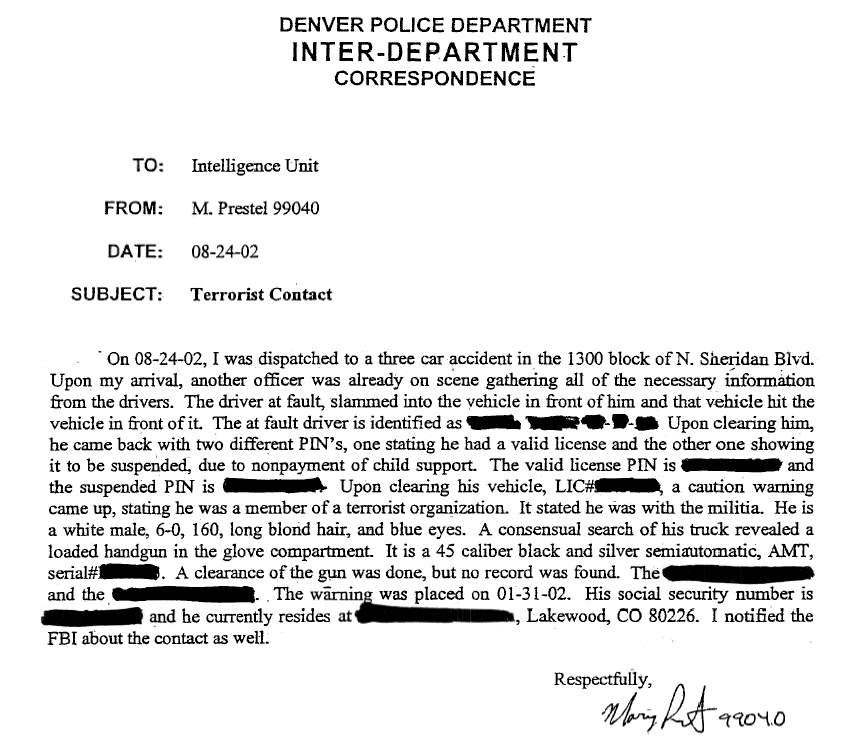 DENVER POLICE DEPARTMENT
INTER-DEPARTMENT
CORRESPONDENCE
TO: Intelligence Unit
FROM: M. Prestel 99040
DATE: 08-24-02
SUBJECT: Terrorist Contact
On 08-24-02, I was dispatched to a three car accident in the 1300 block of N. Sheridan Blvd.
Upon my arrival, another officer was already on scene gathering all of the necessary information
from the drivers. The driver at fault, slammed into the vehicle in front of him and that vehicle hit the
vehicle in front of it. The at fault driver is identified as Upon clearing him,
he came back with two different PIN's, one stating he had a valid license and the other one showing
it to be suspended, due to nonpayment of child support. The valid license PIN is and
the suspended PIN is . Upon clearing his vehicle, LIC# , a caution warning
came up, stating he was a member of a terrorist organization. It stated he was with the militia. He is
a white male, 6-0, 160, long blond hair, and blue eyes. A consensual search of his truck revealed a
loaded handgun in the glove compartment. It is a 45 caliber black and silver semiautomatic, AMT,
serial# . A clearance of the gun was done, but no record was found. The
and the . The warning was placed on 01-31-02. His social security number is
and he currently resides at , Lakewood, CO 80226. I notified the
FBI about the contact as well.
Respectfully,
99040